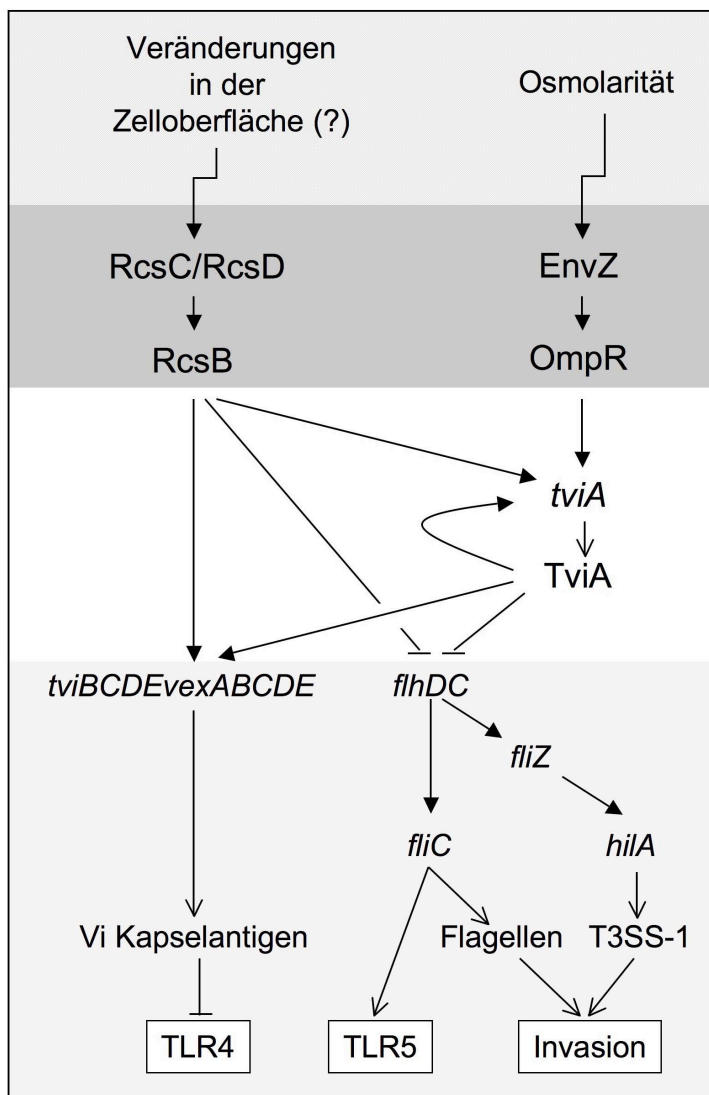 Veränderungen
in der
Zelloberfläche (?)
Osmolarität
RcsC/RcsD
EnvZ
RcsB
OmpR
tviA
TviA
tviBCDEvexABCDE
flhDC
fliZ
fliC
hilA
Vi Kapselantigen
Flagellen
T3SS-1
TLR4
TLR5
Invasion